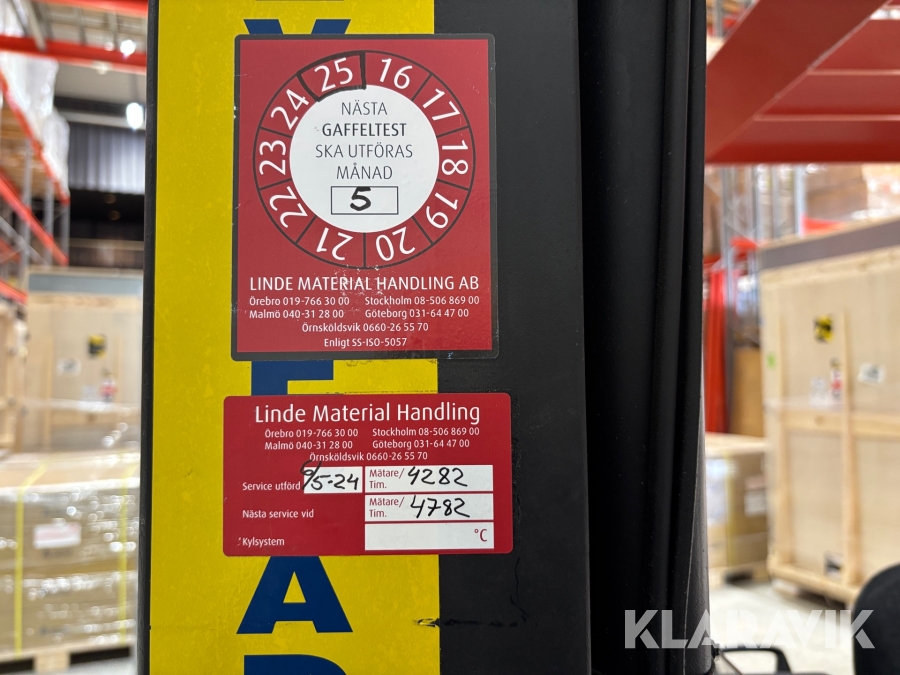 25 16 17 18 19 20 21 22 23 24
NÄSTA
GAFFELTEST
SKA UTFÖRAS
MÅNAD
5
LINDE MATERIAL HANDLING AB
Örebro 019-766 30 00 Stockholm 08-506 869 00
Malmö 040-31 28 00 Göteborg 031-64 47 00
Örnsköldsvik 0660-26 55 70
Enligt SS-ISO-5057
Linde Material Handling
Örebro 019-766 30 00 Stockholm 08-506 869 00
Malmö 040-31 28 00 Göteborg 031-64 47 00
Örnsköldsvik 0660-26 55 70
Service utförd 6/5-24 Mätare/Tim. 4282
Nästa service vid Mätare/Tim. 4782
Kylsystem °C
KLARAVIK